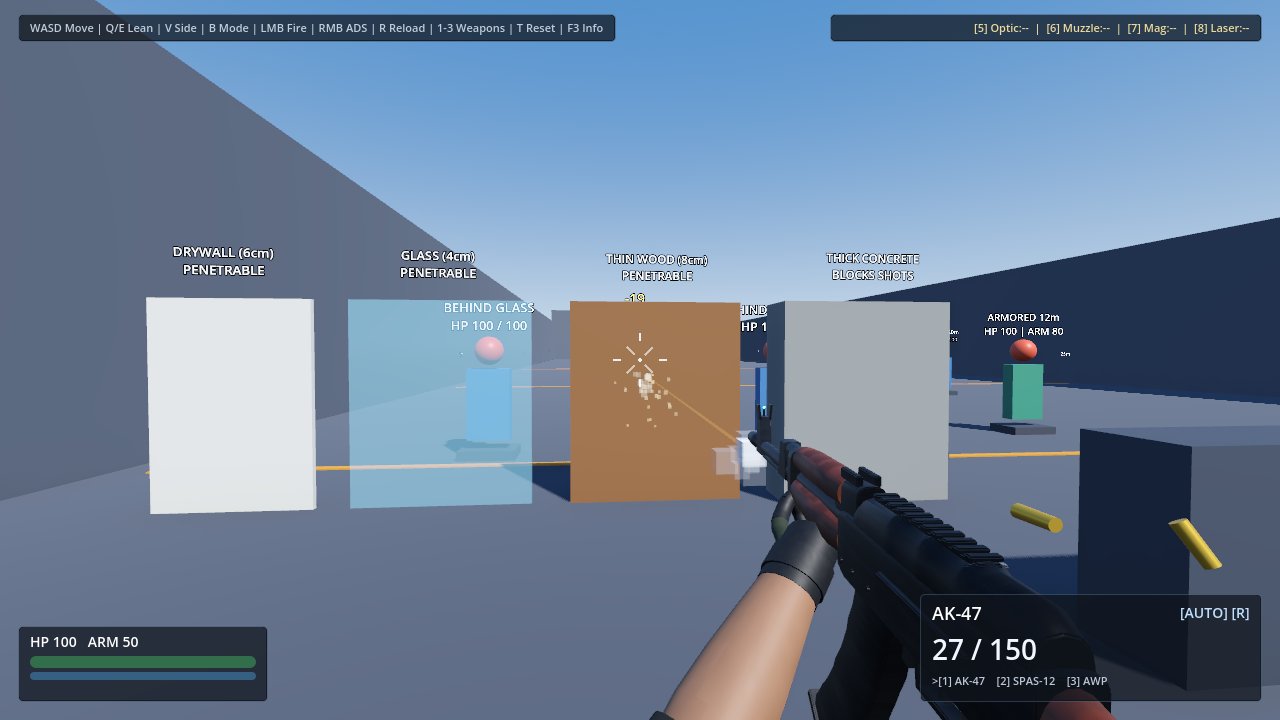 WASD Move | Q/E Lean | V Side | B Mode | LMB Fire | RMB ADS | R Reload | 1-3 Weapons | T Reset | F3 Info
[5] Optic:-- | [6] Muzzle:-- | [7] Mag:-- | [8] Laser:--
DRYWALL (6cm)
PENETRABLE
GLASS (4cm)
PENETRABLE
THIN WOOD (8cm)
PENETRABLE
THICK CONCRETE
BLOCKS SHOTS
-19
BEHIND GLASS
HP 100 / 100
ARMORED 12m
HP 100 | ARM 80
HP 100 ARM 50
AK-47
[AUTO] [R]
27 / 150
>[1] AK-47 [2] SPAS-12 [3] AWP